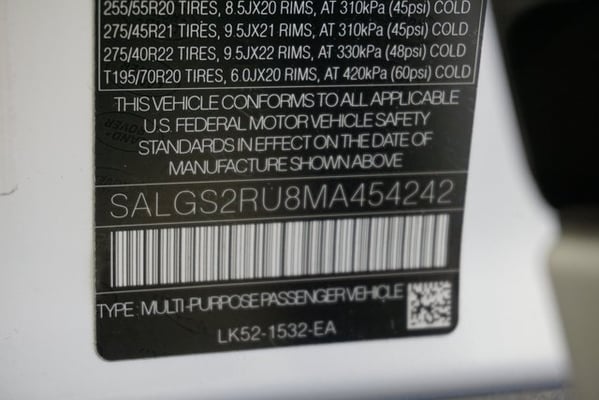 255/55R20 TIRES, 8.5JX20 RIMS, AT 310kPa (45psi) COLD
275/45R21 TIRES, 9.5JX21 RIMS, AT 310kPa (45psi) COLD
275/40R22 TIRES, 9.5JX22 RIMS, AT 330kPa (48psi) COLD
T195/70R20 TIRES, 6.0JX20 RIMS, AT 420kPa (60psi) COLD
THIS VEHICLE CONFORMS TO ALL APPLICABLE
U.S. FEDERAL MOTOR VEHICLE SAFETY
STANDARDS IN EFFECT ON THE DATE OF
MANUFACTURE SHOWN ABOVE
SALGS2RU8MA454242
TYPE: MULTI-PURPOSE PASSENGER VEHICLE
LK52-1532-EA